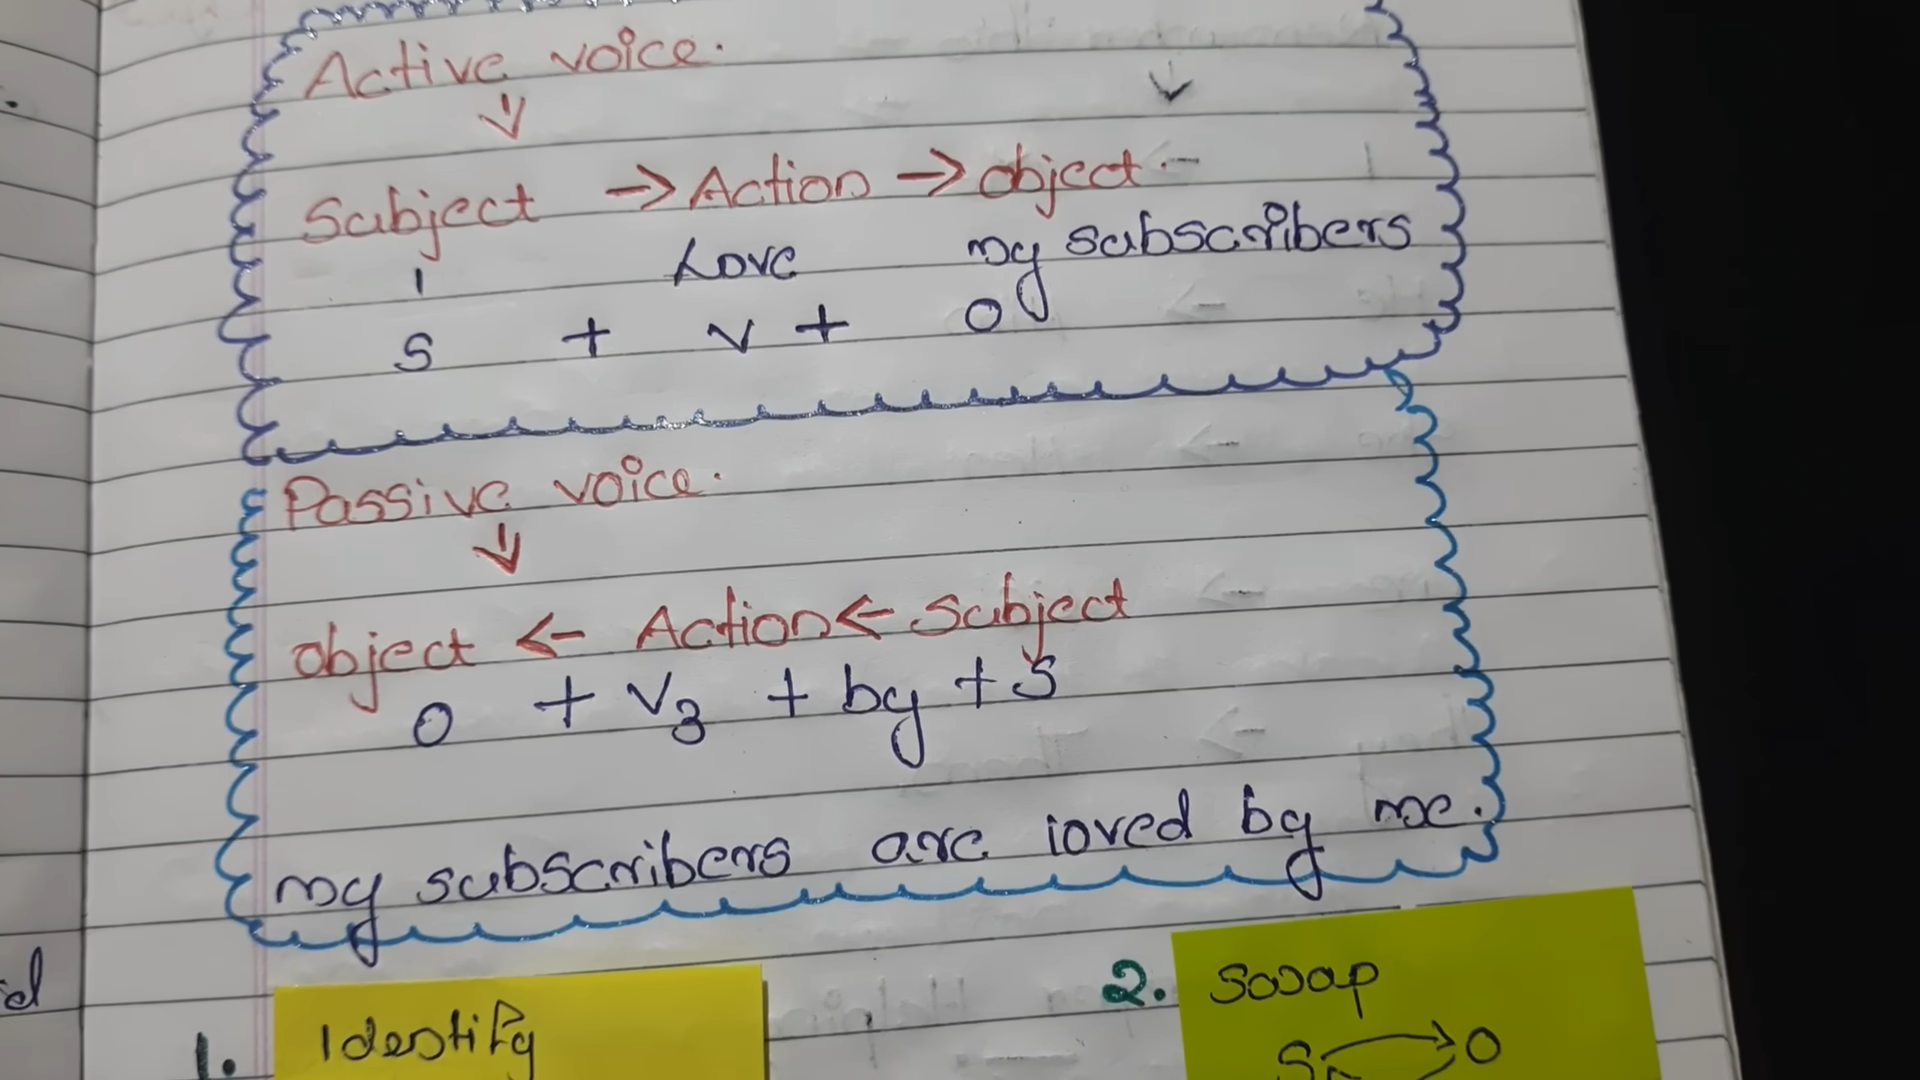 Active voice.
Subject → Action → object.
I Love my subscribers
S + V + O
Passive voice.
object ← Action ← Subject
O + V3 + by + S
my subscribers are loved by me.
1. Identify
2. Swap
S O